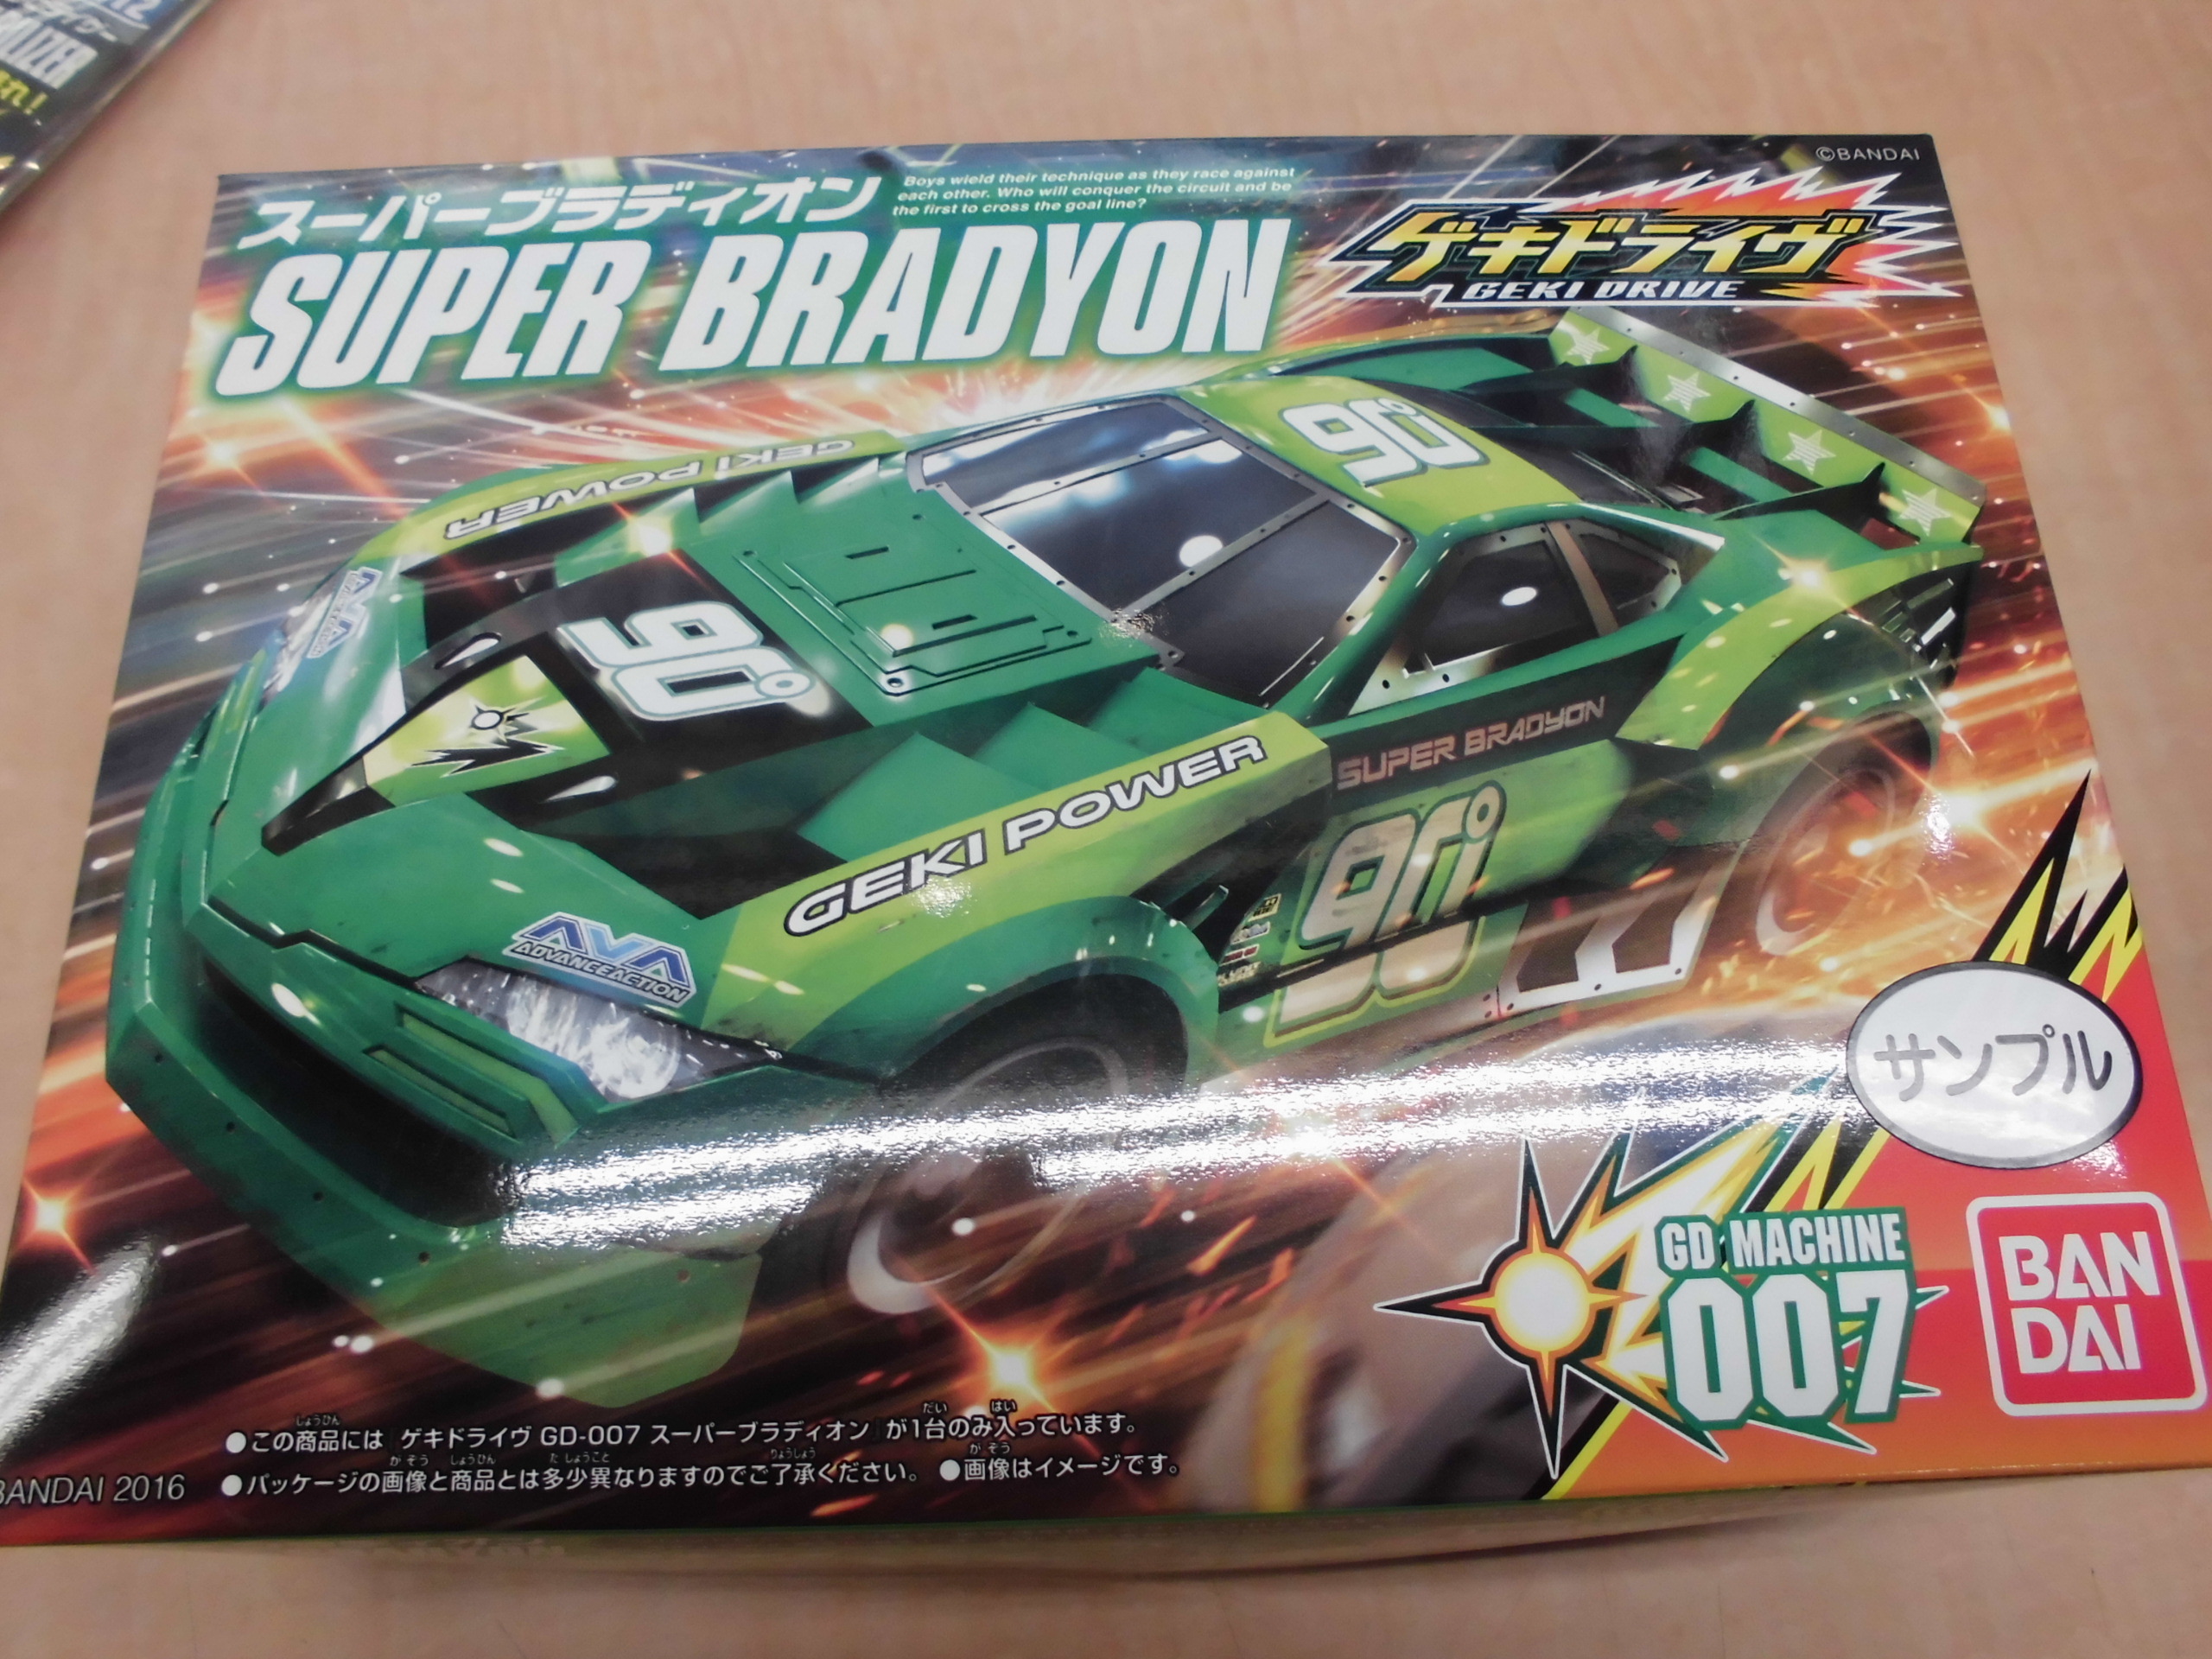 IZER
れ!
©BANDAI
スーパーブラディオン
Boys wield their technique as they race against
each other. Who will conquer the circuit and be
the first to cross the goal line?
SUPER BRADYON
ゲキドライヴ
GEKI DRIVE
90°
GEKI POWER
90°
SUPER BRADYON
GEKI POWER
90°
AVA
AVA
ADVANCEACTION
サンプル
GD MACHINE
007
BAN
DAI
●この商品には「ゲキドライヴ GD-007 スーパーブラディオン」が1台のみ入っています。
●パッケージの画像と商品とは多少異なりますのでご了承ください。 ●画像はイメージです。
BANDAI 2016